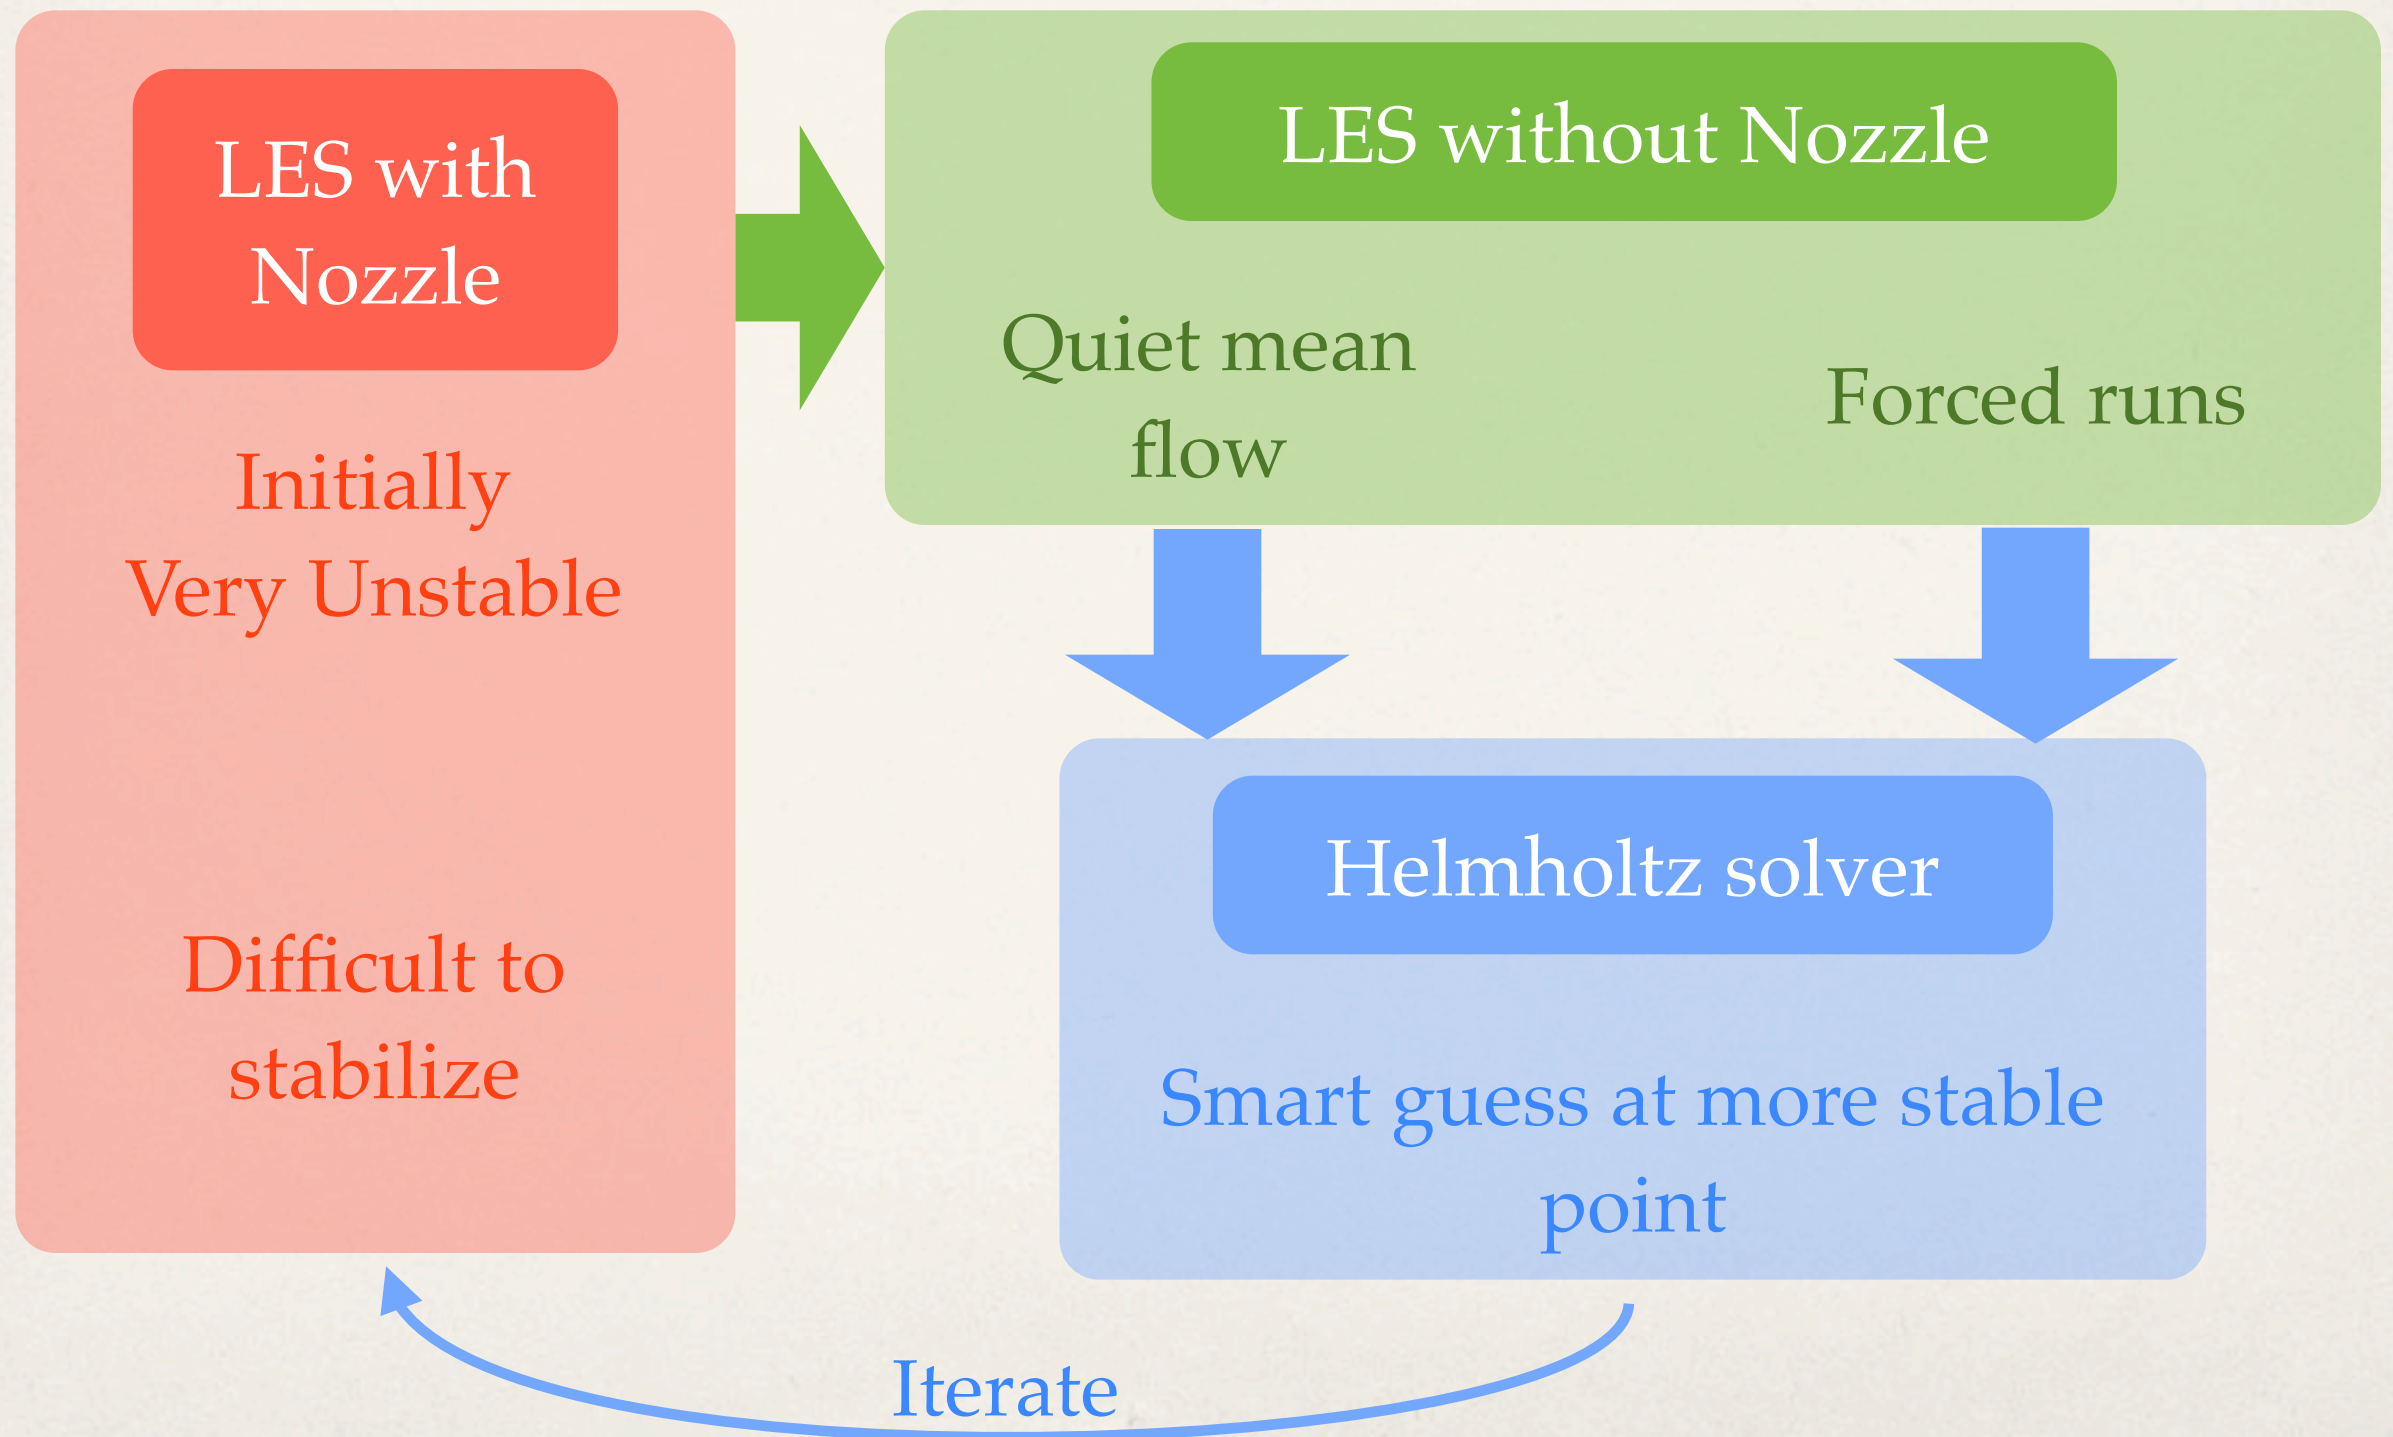 LES with
Nozzle
Initially
Very Unstable
Difficult to
stabilize
LES without Nozzle
Quiet mean
flow
Forced runs
Helmholtz solver
Smart guess at more stable
point
Iterate